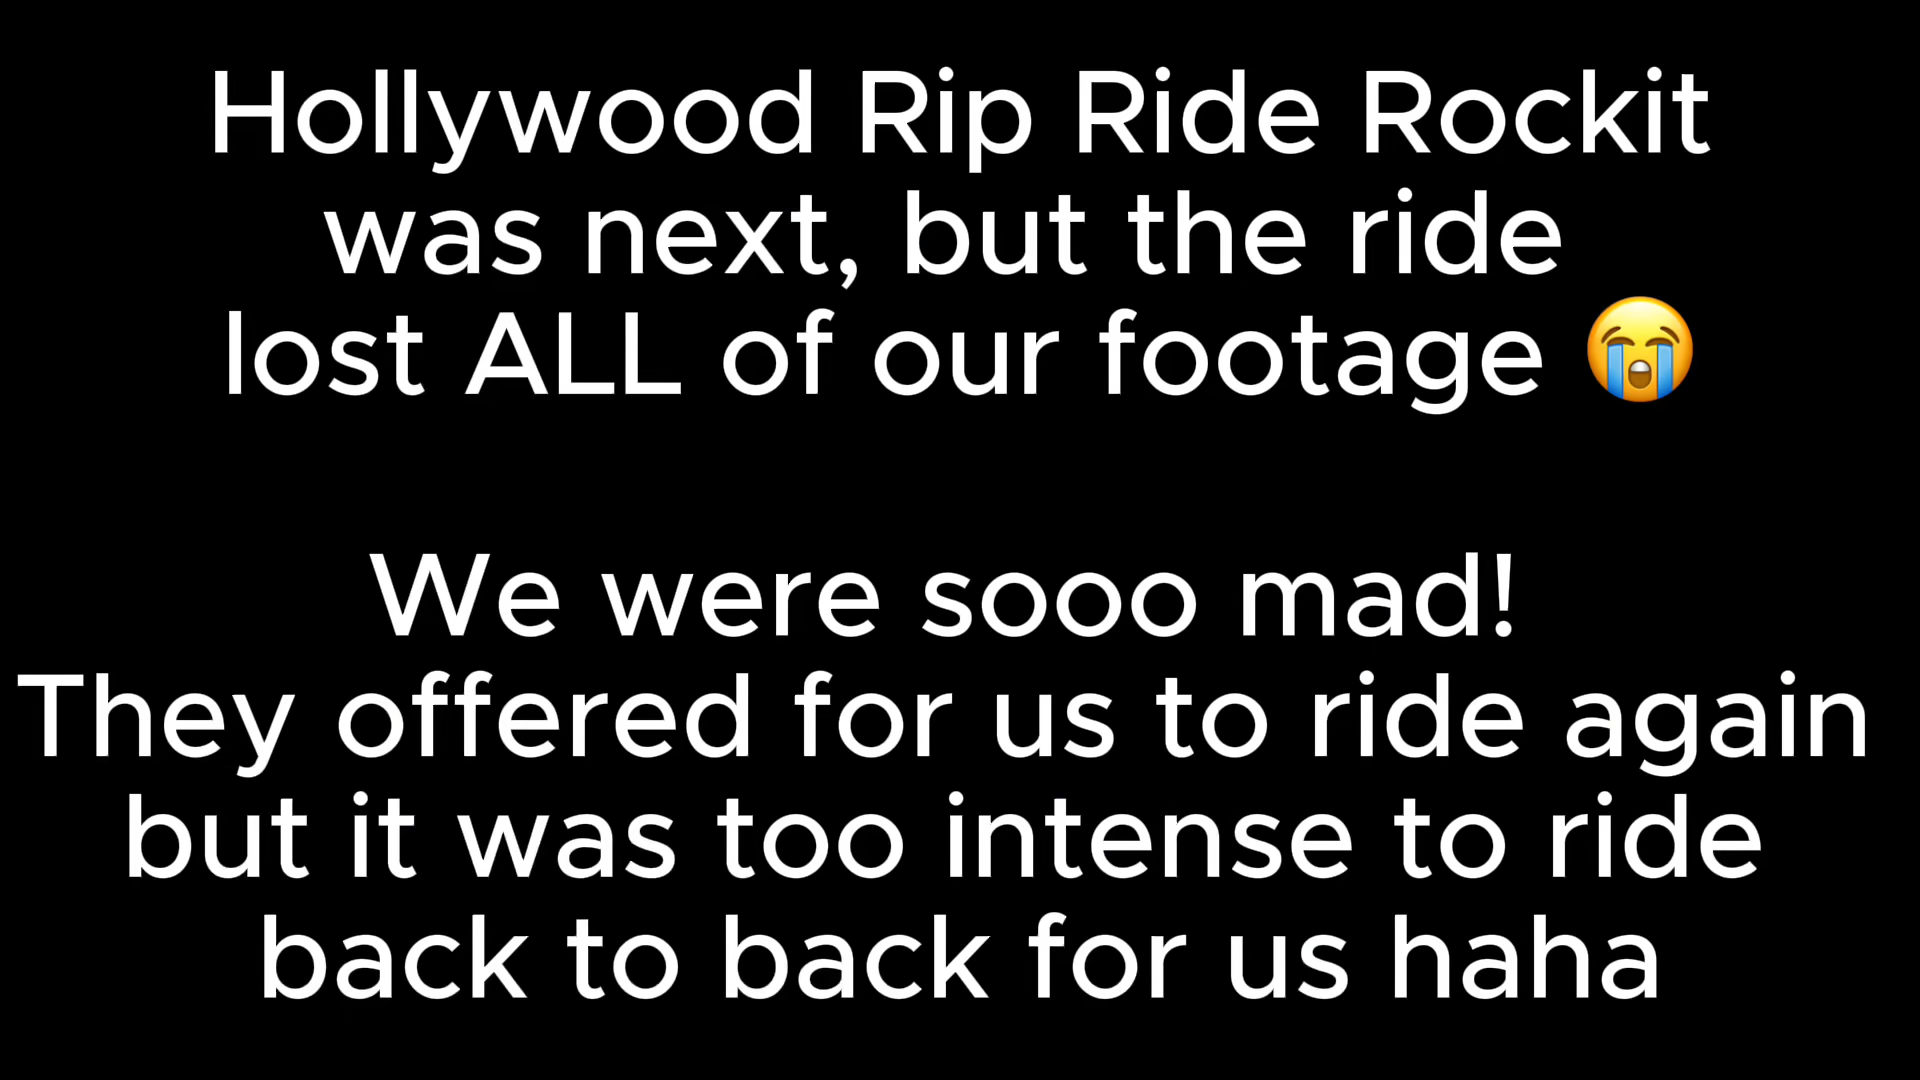 Hollywood Rip Ride Rockit
was next, but the ride
lost ALL of our footage 😭
We were sooo mad!
They offered for us to ride again
but it was too intense to ride
back to back for us haha